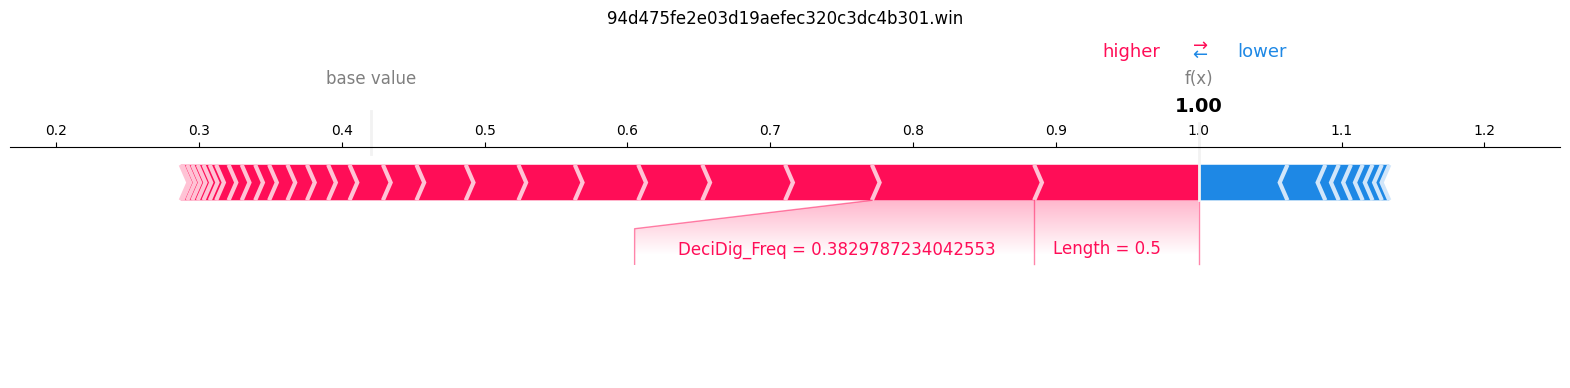 94d475fe2e03d19aefec320c3dc4b301.win
higher ⇄ lower
base value f(x)
1.00
0.2 0.3 0.4 0.5 0.6 0.7 0.8 0.9 1.0 1.1 1.2
DeciDig_Freq = 0.3829787234042553 Length = 0.5